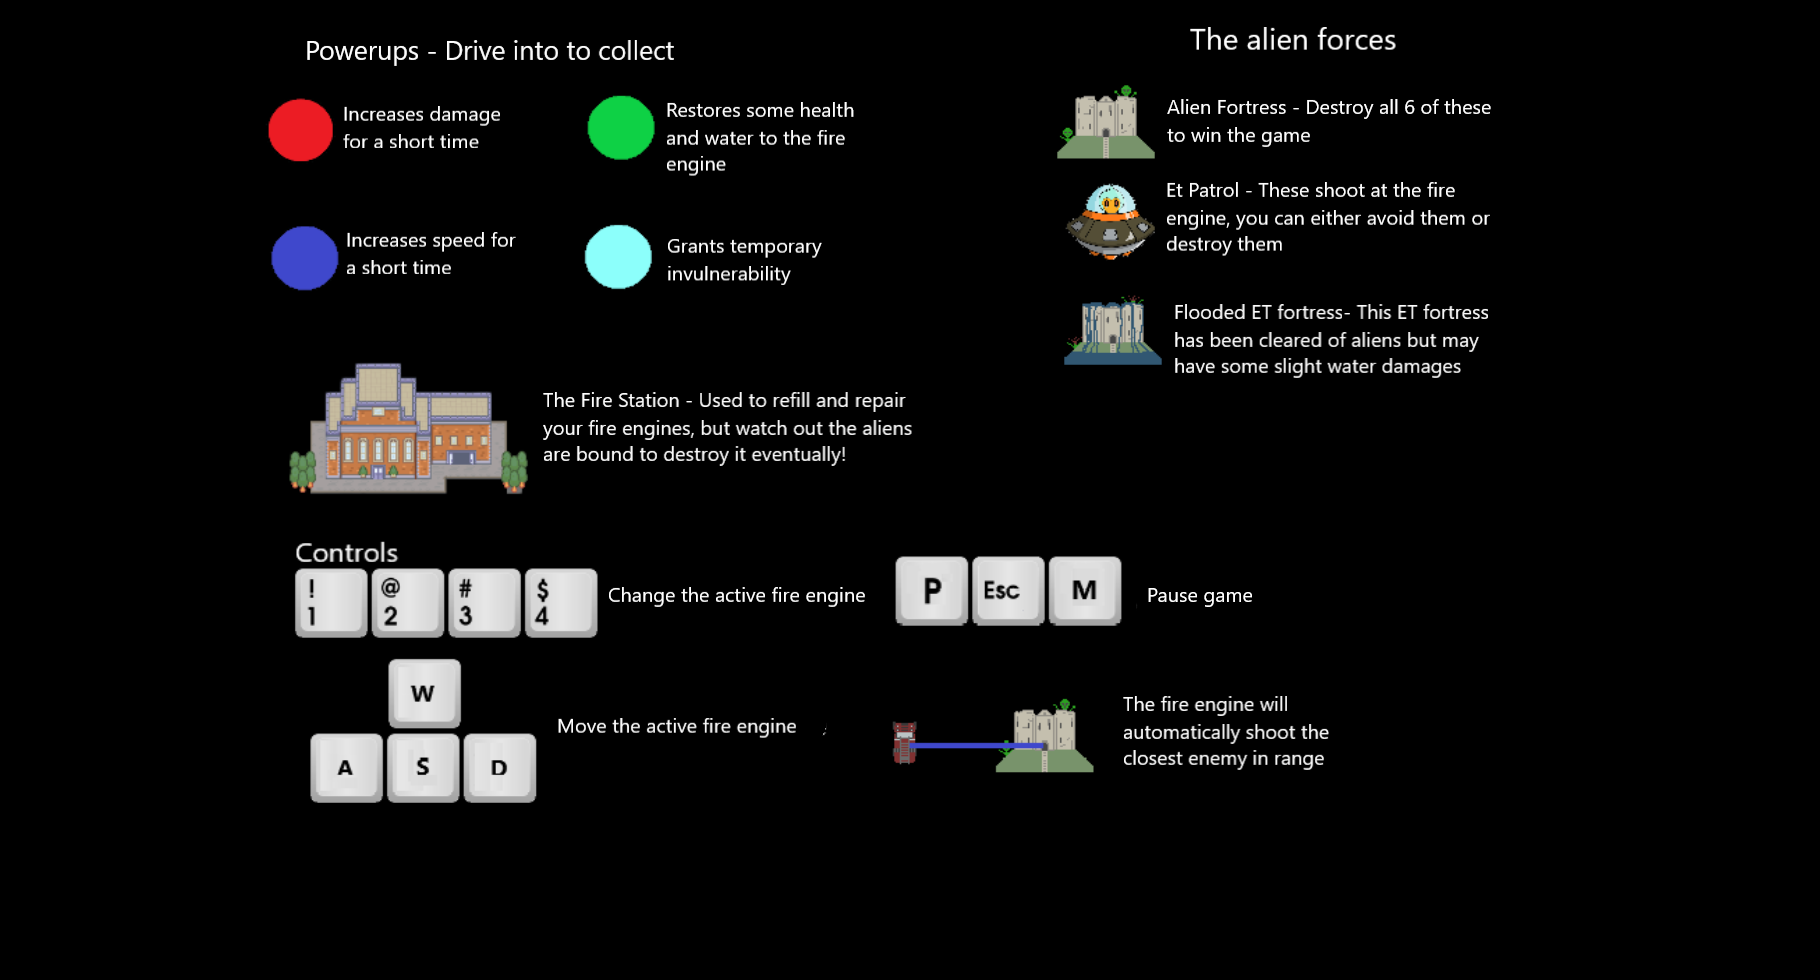 Powerups - Drive into to collect
Increases damage
for a short time
Restores some health
and water to the fire
engine
Increases speed for
a short time
Grants temporary
invulnerability
The alien forces
Alien Fortress - Destroy all 6 of these
to win the game
Et Patrol - These shoot at the fire
engine, you can either avoid them or
destroy them
Flooded ET fortress- This ET fortress
has been cleared of aliens but may
have some slight water damages
The Fire Station - Used to refill and repair
your fire engines, but watch out the aliens
are bound to destroy it eventually!
Controls
! @ # $
1 2 3 4
Change the active fire engine
P Esc M
Pause game
W
A S D
Move the active fire engine
The fire engine will
automatically shoot the
closest enemy in range